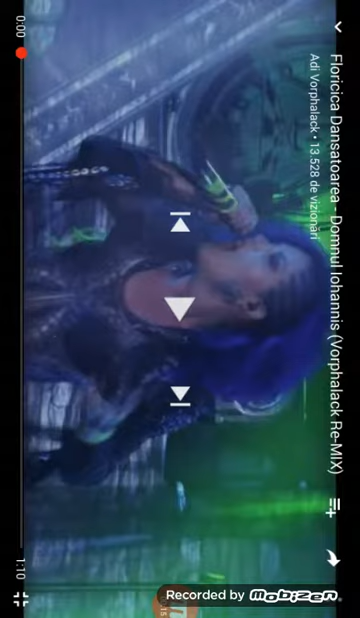 Floricica Dansatoarea - Domnul Iohannis (Vorphalack Re-MIX)
Adi Vorphalack • 13.528 de vizionari
0:00
1:10
Recorded by mobizen